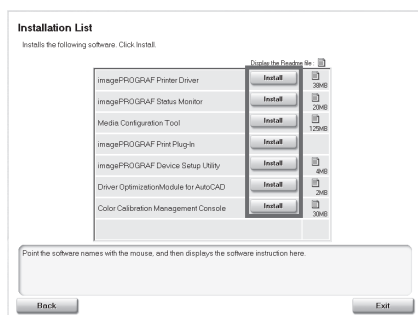 Installation List
Installs the following software. Click Install.
Display the Readme file :
imagePROGRAF Printer Driver Install 38MB
imagePROGRAF Status Monitor Install 20MB
Media Configuration Tool Install 125MB
imagePROGRAF Print Plug-In Install
imagePROGRAF Device Setup Utility Install 4MB
Driver OptimizationModule for AutoCAD Install 2MB
Color Calibration Management Console Install 30MB
Point the software names with the mouse, and then displays the software instruction here.
Back Exit